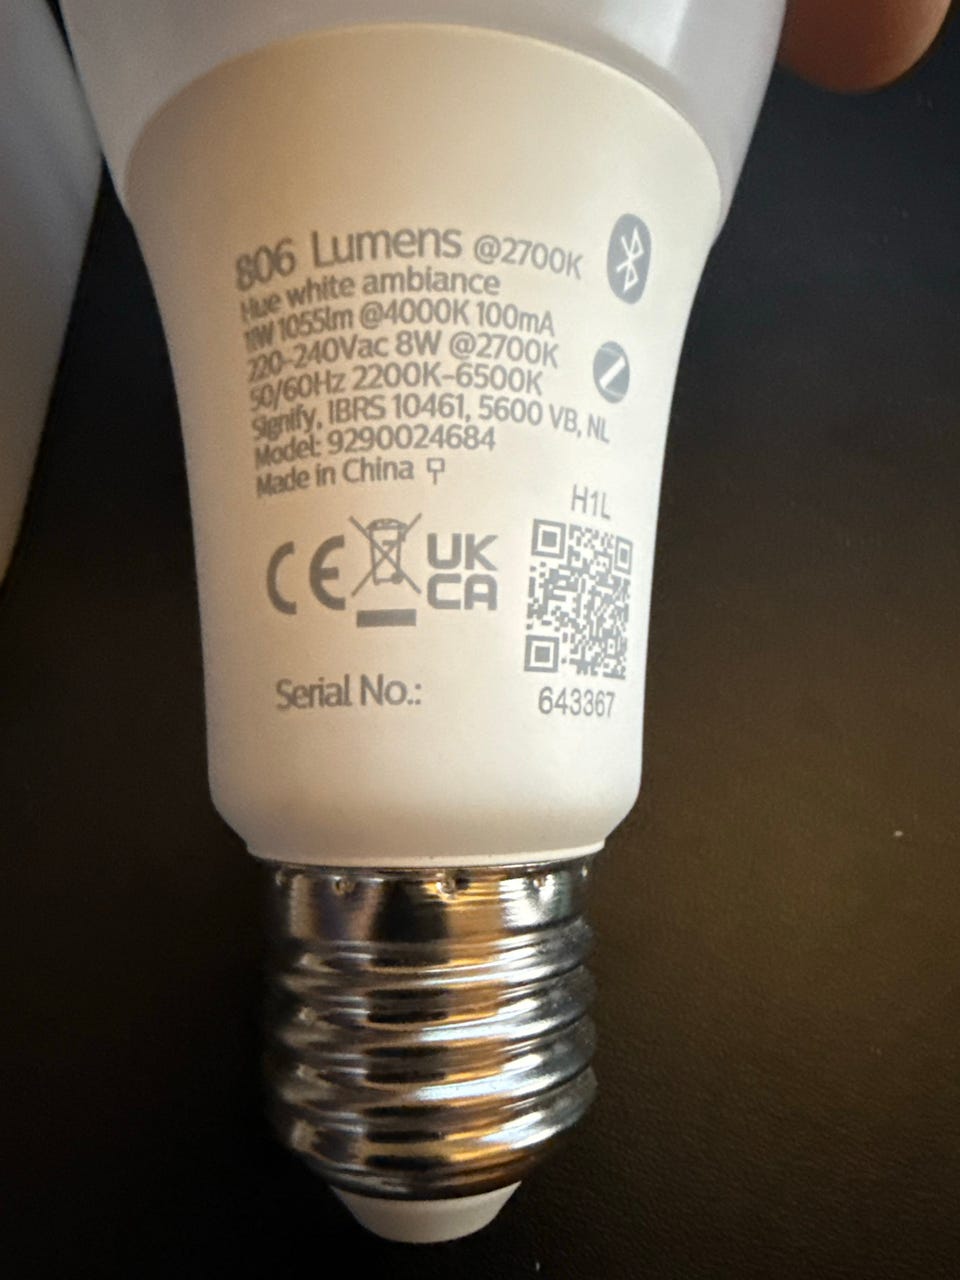 806 Lumens @2700K
Hue white ambiance
11W 1055lm @4000K 100mA
220-240Vac 8W @2700K
50/60Hz 2200K-6500K
Signify, IBRS 10461, 5600 VB, NL
Model: 9290024684
Made in China
CE UK
CA
H1L
Serial No.:
643367